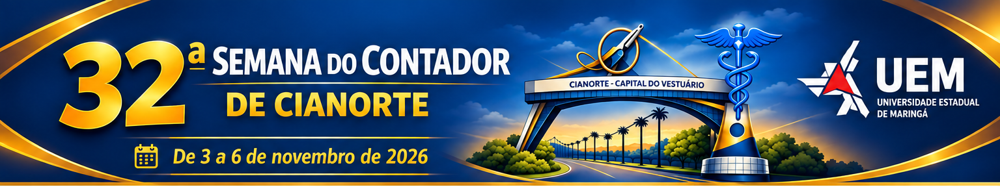 32ª SEMANA DO CONTADOR
DE CIANORTE
De 3 a 6 de novembro de 2026
CIANORTE - CAPITAL DO VESTUÁRIO
UEM
UNIVERSIDADE ESTADUAL
DE MARINGÁ